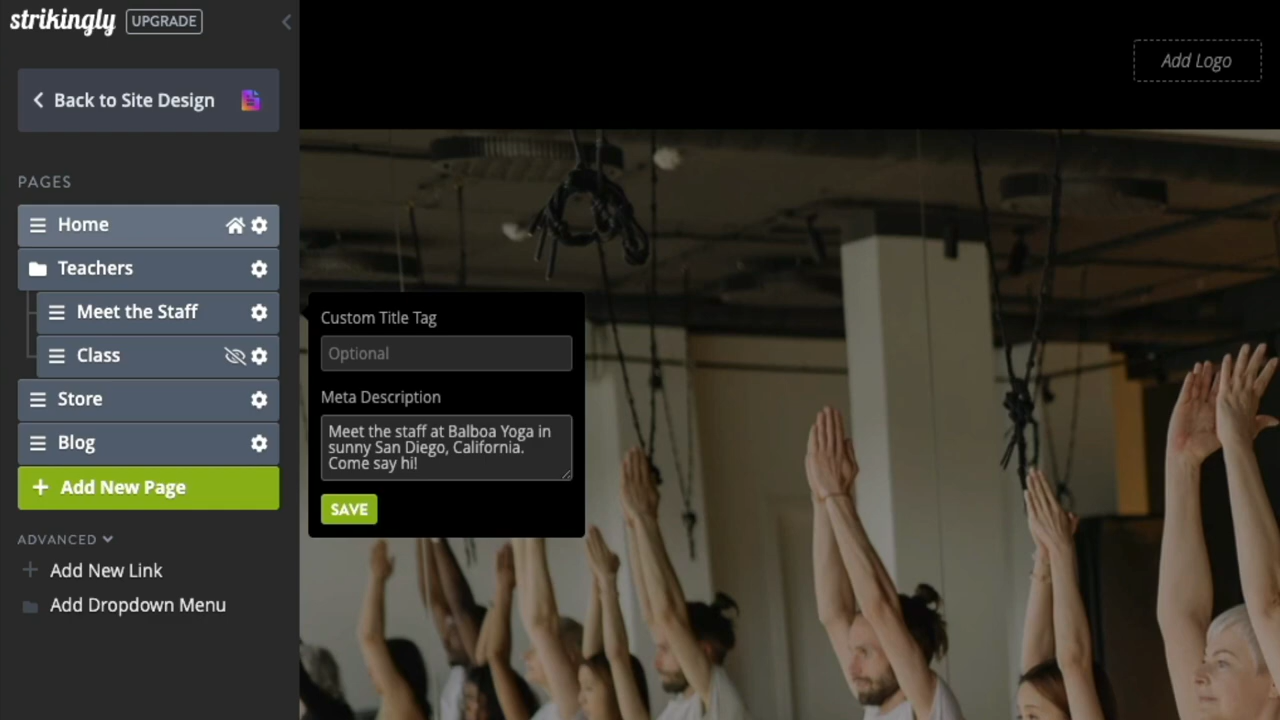 strikingly UPGRADE
Back to Site Design
Add Logo
PAGES
Home
Teachers
Meet the Staff
Class
Store
Blog
Add New Page
ADVANCED
Add New Link
Add Dropdown Menu
Custom Title Tag
Optional
Meta Description
Meet the staff at Balboa Yoga in
sunny San Diego, California.
Come say hi!
SAVE